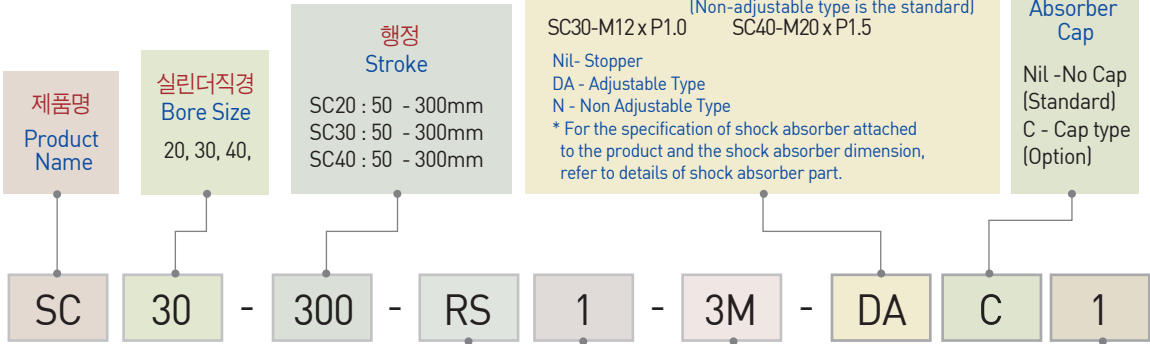 제품명
Product
Name
실린더직경
Bore Size
20, 30, 40,
행정
Stroke
SC20 : 50 - 300mm
SC30 : 50 - 300mm
SC40 : 50 - 300mm
(Non-adjustable type is the standard)
SC30-M12 x P1.0 SC40-M20 x P1.5
Nil- Stopper
DA - Adjustable Type
N - Non Adjustable Type
* For the specification of shock absorber attached
to the product and the shock absorber dimension,
refer to details of shock absorber part.
Absorber
Cap
Nil -No Cap
(Standard)
C - Cap type
(Option)
SC 30 - 300 - RS 1 - 3M - DA C 1